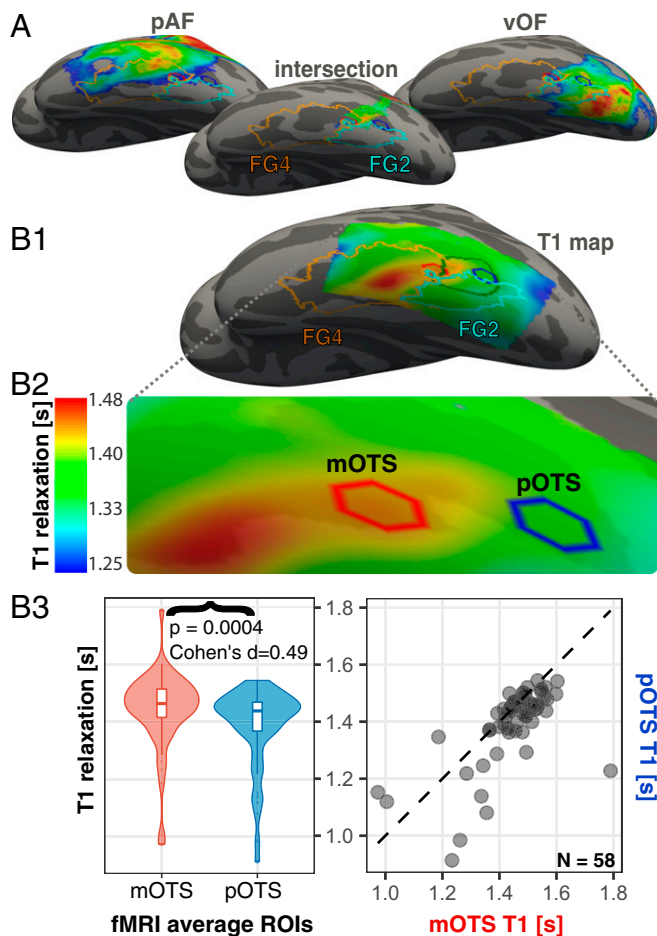 A
pAF
vOF
intersection
FG4
FG2
B1
T1 map
FG4
FG2
B2
T1 relaxation [s]
1.48
1.40
1.33
1.25
mOTS
pOTS
B3
T1 relaxation [s]
p = 0.0004
Cohen's d=0.49
mOTS
pOTS
fMRI average ROIs
1.8
1.6
1.4
1.2
1.0
pOTS T1 [s]
N = 58
1.0
1.2
1.4
1.6
1.8
mOTS T1 [s]